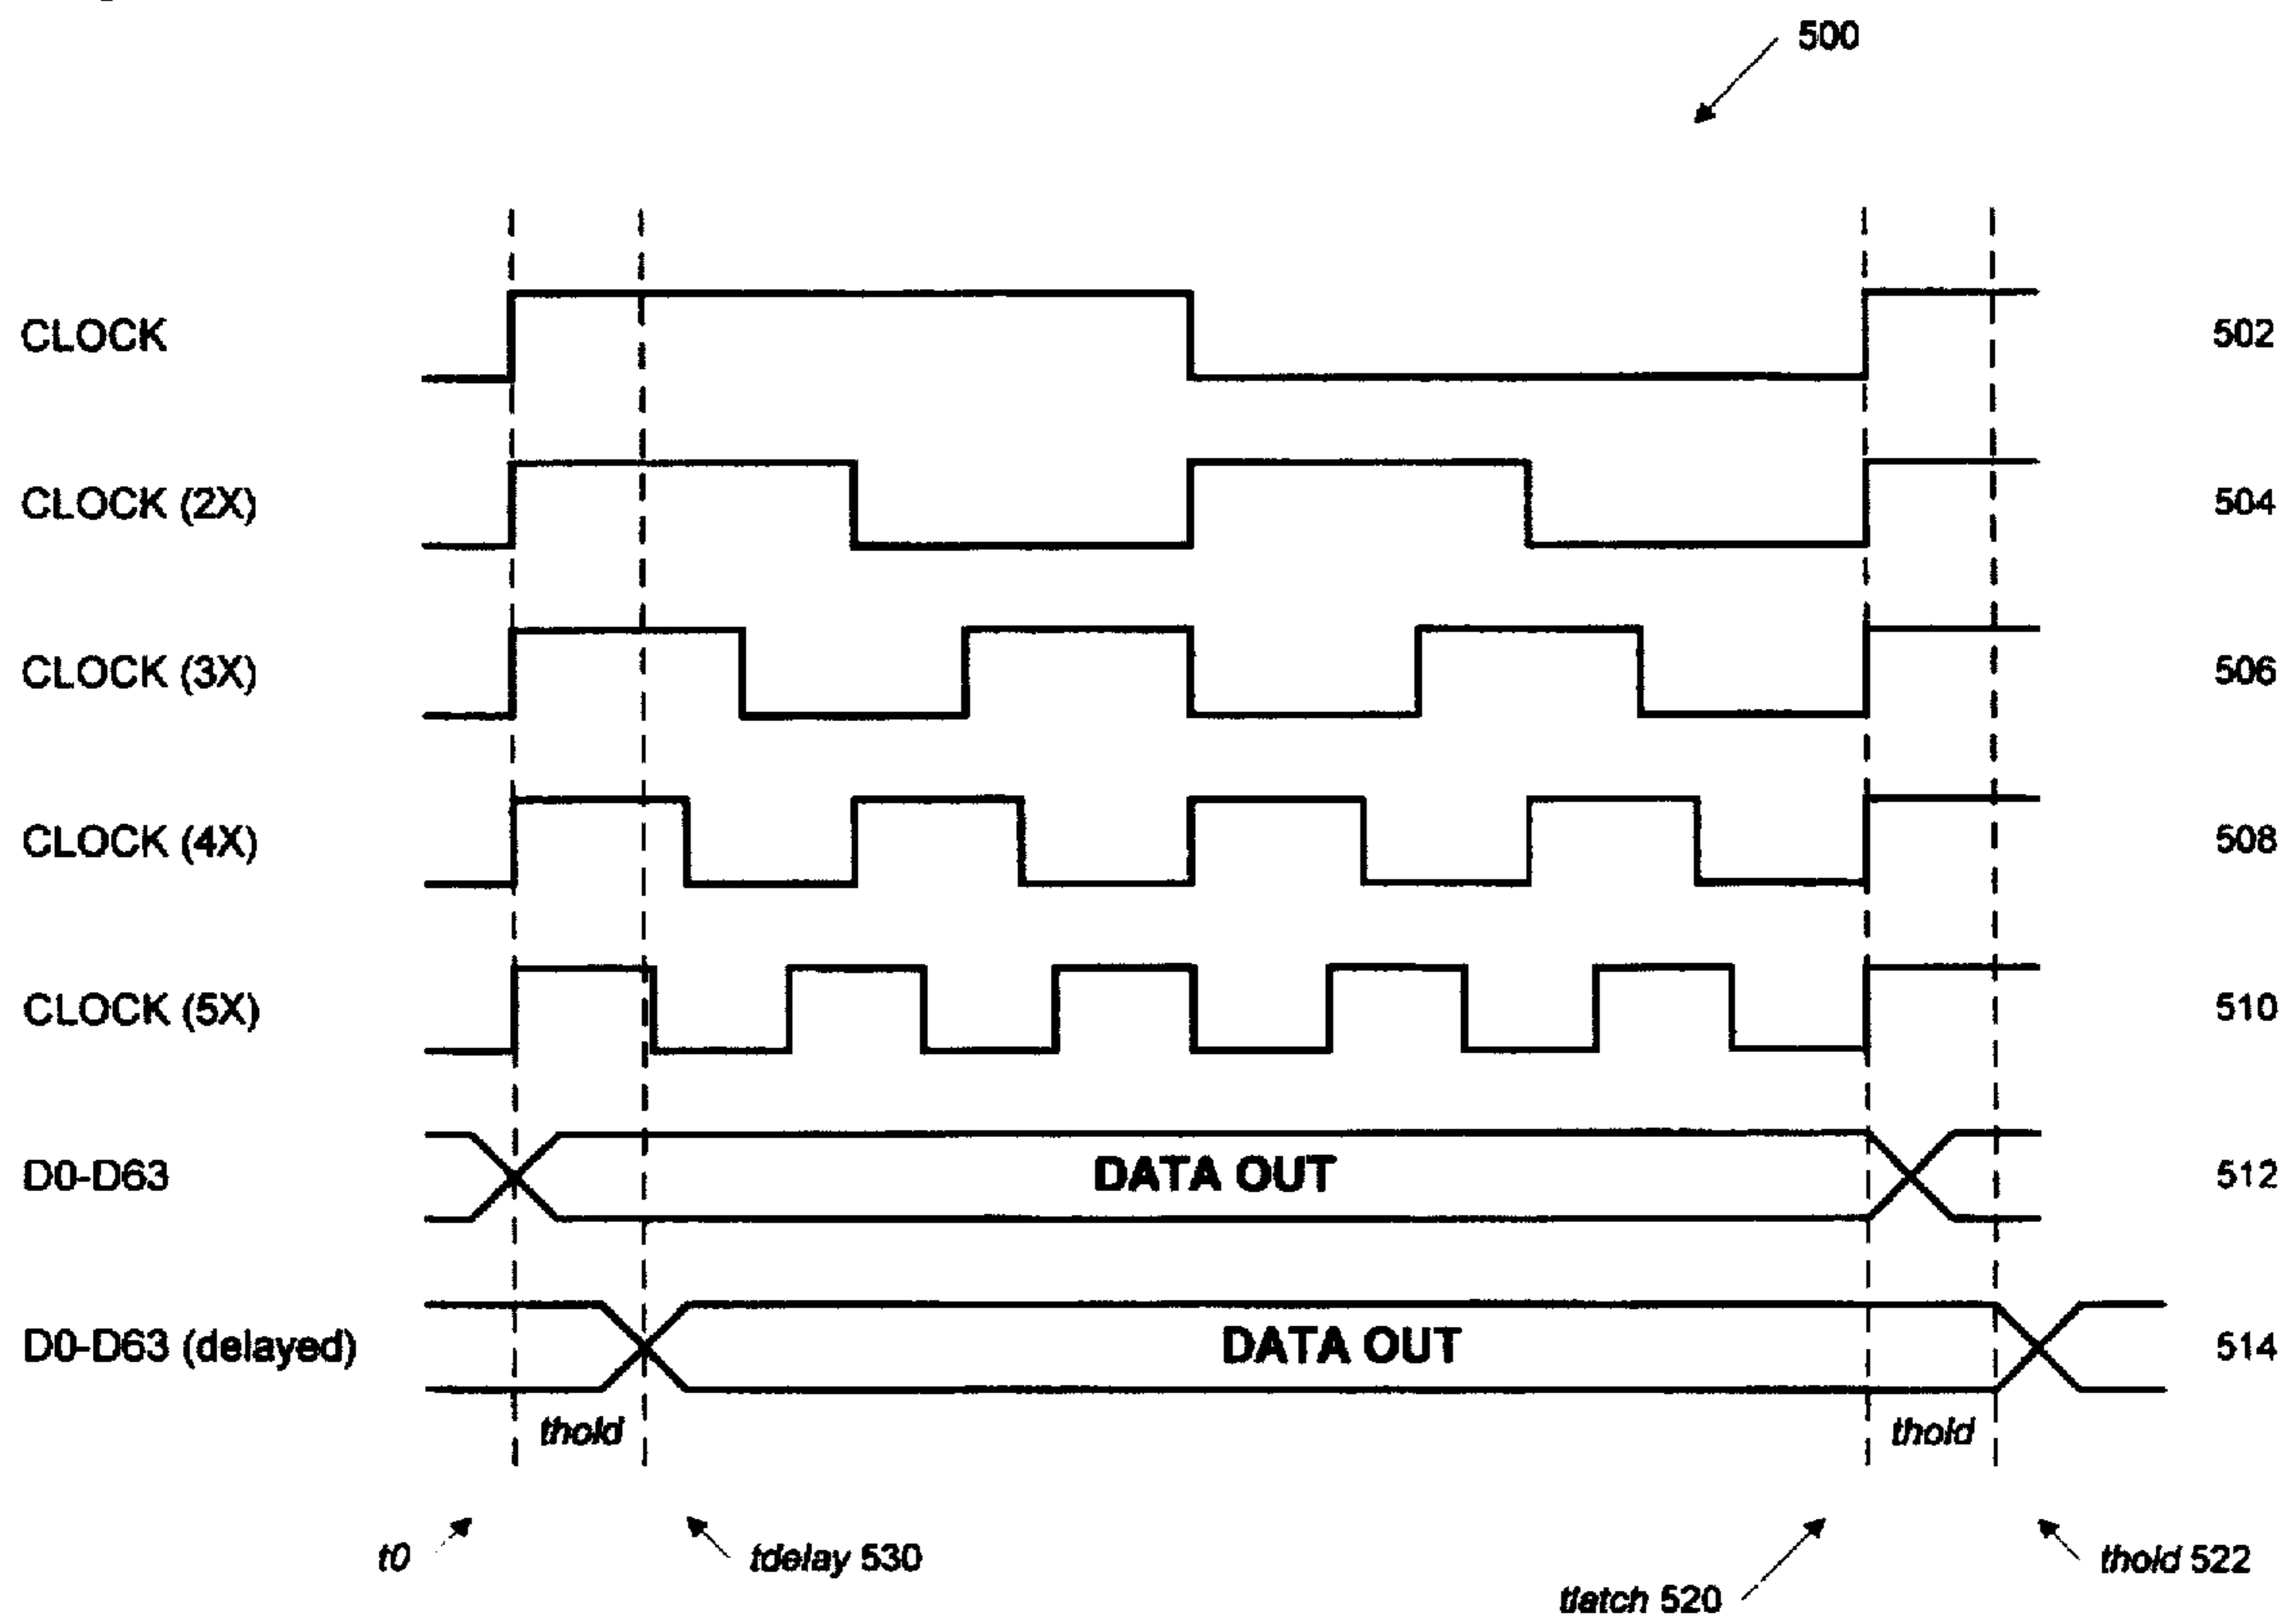 500
CLOCK 502
CLOCK (2X) 504
CLOCK (3X) 506
CLOCK (4X) 508
CLOCK (5X) 510
D0-D63 DATA OUT 512
D0-D63 (delayed) DATA OUT 514
thold thold
t0 tdelay 530 tlatch 520 thold 522